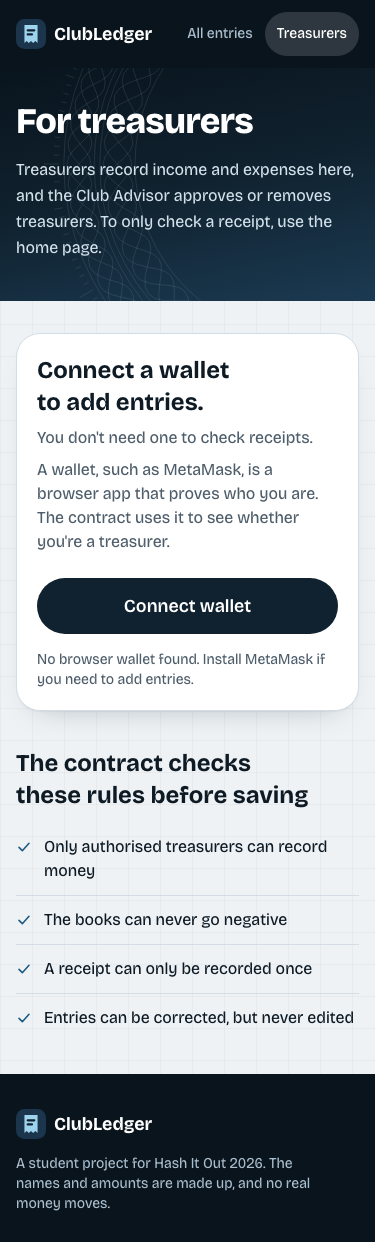 ClubLedger
All entries
Treasurers
For treasurers
Treasurers record income and expenses here,
and the Club Advisor approves or removes
treasurers. To only check a receipt, use the
home page.
Connect a wallet
to add entries.
You don't need one to check receipts.
A wallet, such as MetaMask, is a
browser app that proves who you are.
The contract uses it to see whether
you're a treasurer.
Connect wallet
No browser wallet found. Install MetaMask if
you need to add entries.
The contract checks
these rules before saving
Only authorised treasurers can record
money
The books can never go negative
A receipt can only be recorded once
Entries can be corrected, but never edited
ClubLedger
A student project for Hash It Out 2026. The
names and amounts are made up, and no real
money moves.